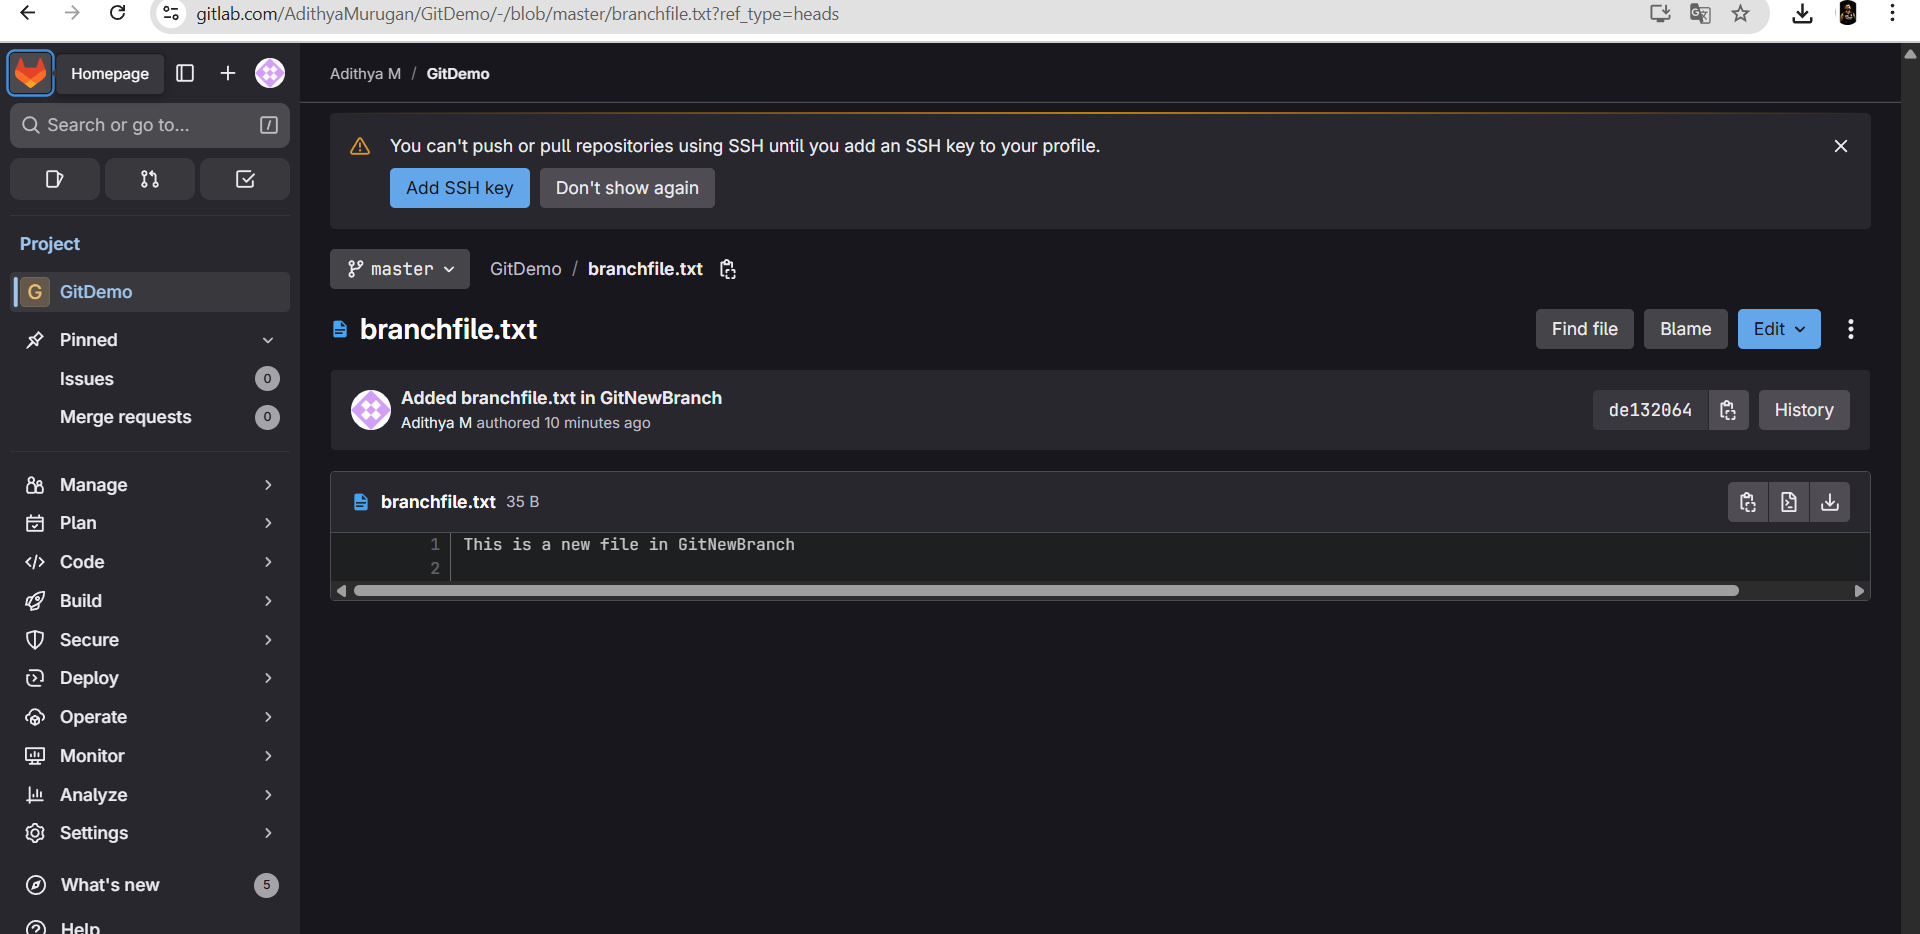 gitlab.com/AdithyaMurugan/GitDemo/-/blob/master/branchfile.txt?ref_type=heads
Homepage
Adithya M / GitDemo
Search or go to... /
You can't push or pull repositories using SSH until you add an SSH key to your profile.
Add SSH key Don't show again
Project
G GitDemo
Pinned
Issues 0
Merge requests 0
Manage
Plan
Code
Build
Secure
Deploy
Operate
Monitor
Analyze
Settings
What's new 5
Help
master GitDemo / branchfile.txt
branchfile.txt
Find file Blame Edit
Added branchfile.txt in GitNewBranch
Adithya M authored 10 minutes ago
de132064 History
branchfile.txt 35 B
1 This is a new file in GitNewBranch
2